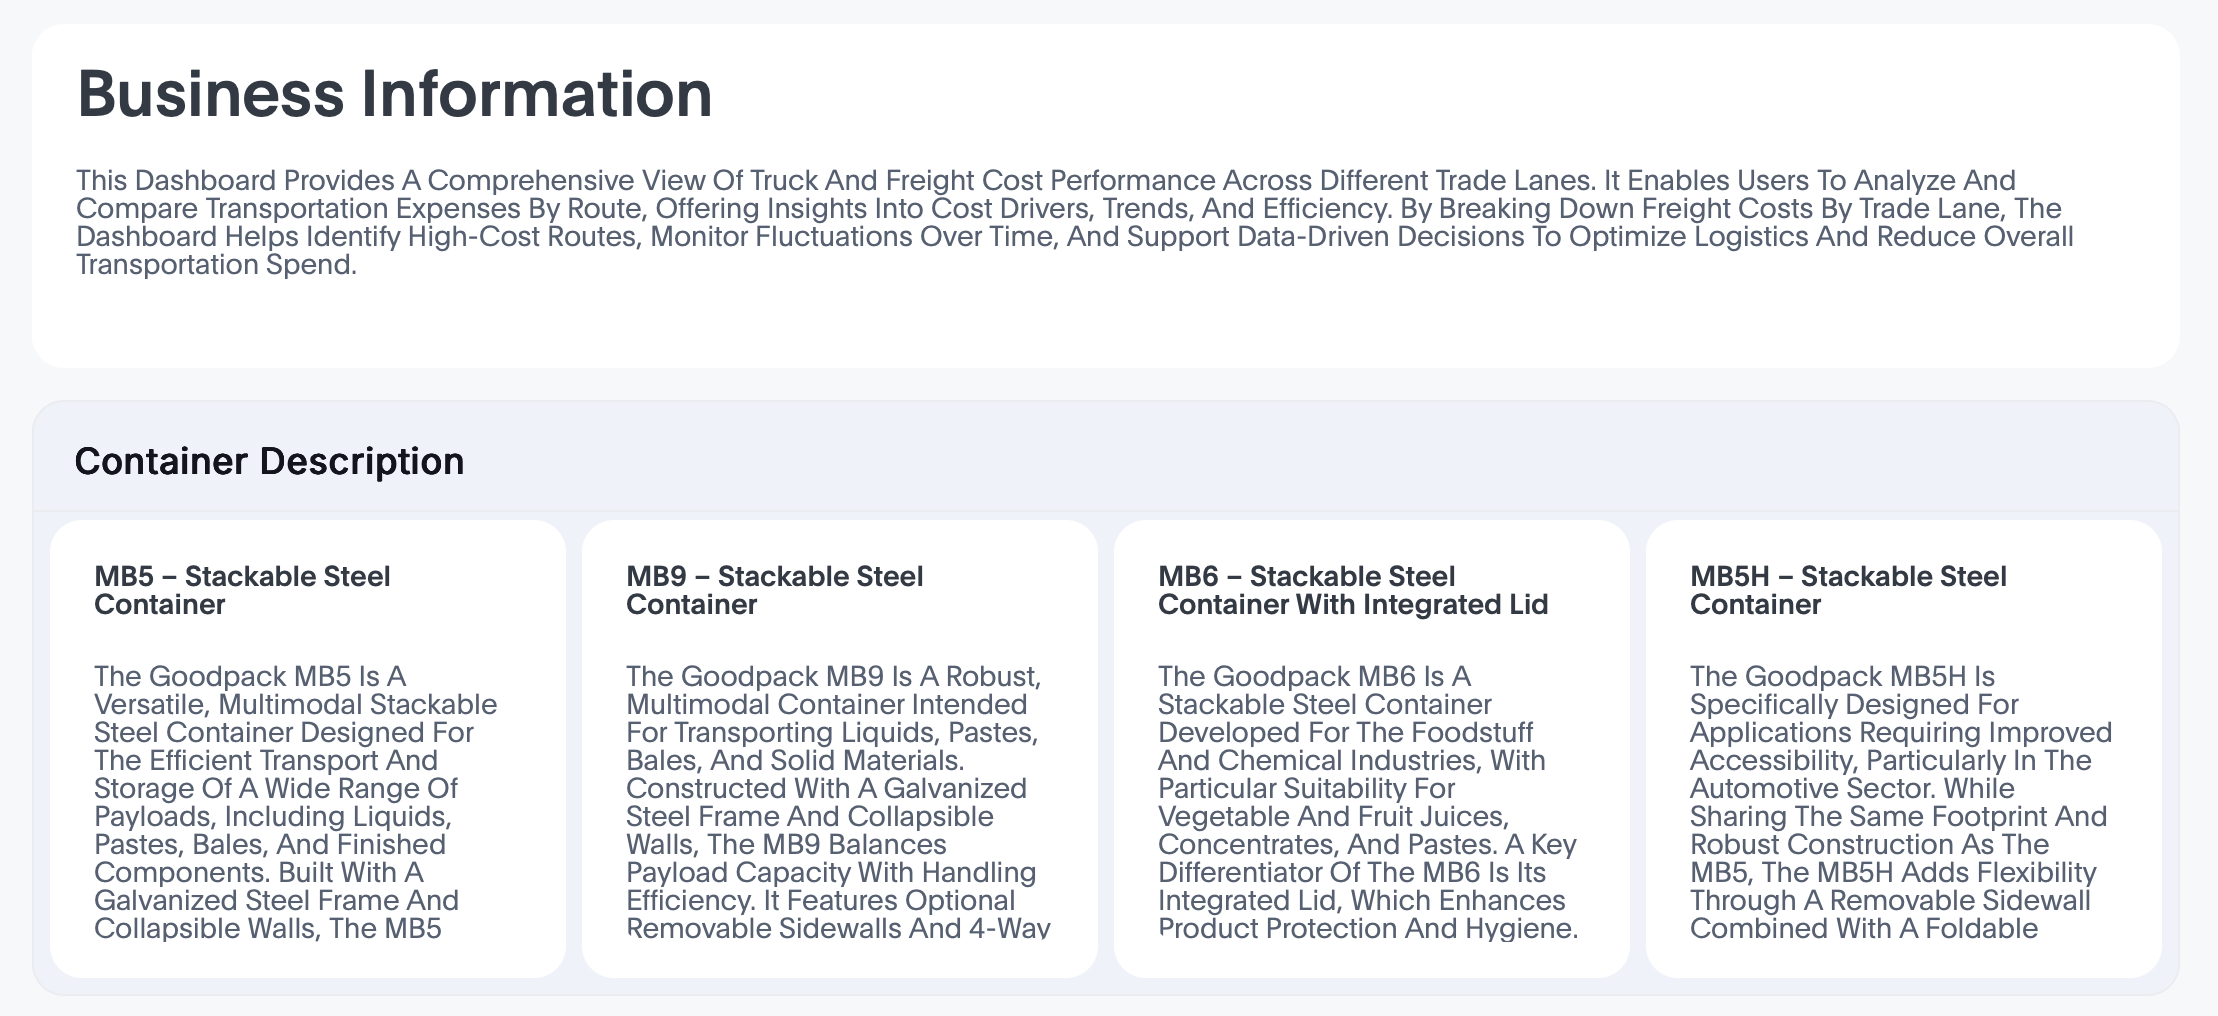 Business Information
This Dashboard Provides A Comprehensive View Of Truck And Freight Cost Performance Across Different Trade Lanes. It Enables Users To Analyze And
Compare Transportation Expenses By Route, Offering Insights Into Cost Drivers, Trends, And Efficiency. By Breaking Down Freight Costs By Trade Lane, The
Dashboard Helps Identify High-Cost Routes, Monitor Fluctuations Over Time, And Support Data-Driven Decisions To Optimize Logistics And Reduce Overall
Transportation Spend.
Container Description
MB5 – Stackable Steel
Container
The Goodpack MB5 Is A
Versatile, Multimodal Stackable
Steel Container Designed For
The Efficient Transport And
Storage Of A Wide Range Of
Payloads, Including Liquids,
Pastes, Bales, And Finished
Components. Built With A
Galvanized Steel Frame And
Collapsible Walls, The MB5
MB9 – Stackable Steel
Container
The Goodpack MB9 Is A Robust,
Multimodal Container Intended
For Transporting Liquids, Pastes,
Bales, And Solid Materials.
Constructed With A Galvanized
Steel Frame And Collapsible
Walls, The MB9 Balances
Payload Capacity With Handling
Efficiency. It Features Optional
Removable Sidewalls And 4-Way
MB6 – Stackable Steel
Container With Integrated Lid
The Goodpack MB6 Is A
Stackable Steel Container
Developed For The Foodstuff
And Chemical Industries, With
Particular Suitability For
Vegetable And Fruit Juices,
Concentrates, And Pastes. A Key
Differentiator Of The MB6 Is Its
Integrated Lid, Which Enhances
Product Protection And Hygiene.
MB5H – Stackable Steel
Container
The Goodpack MB5H Is
Specifically Designed For
Applications Requiring Improved
Accessibility, Particularly In The
Automotive Sector. While
Sharing The Same Footprint And
Robust Construction As The
MB5, The MB5H Adds Flexibility
Through A Removable Sidewall
Combined With A Foldable